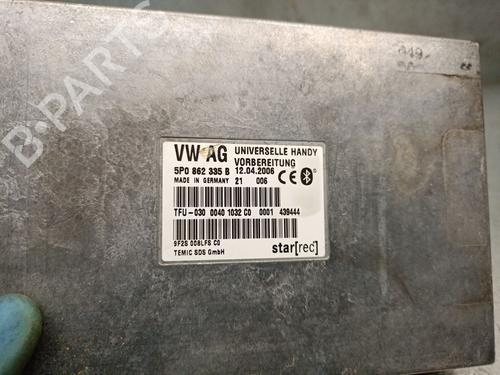 B-PARTS
VW AG UNIVERSELLE HANDY
VORBEREITUNG
5P0 862 335 B 12.04.2006
MADE IN GERMANY 21 006 CE
TFU-030 0040 1032 C0 0001 439444
9F2S 008LFS C0
TEMIC SDS GmbH
star[rec]